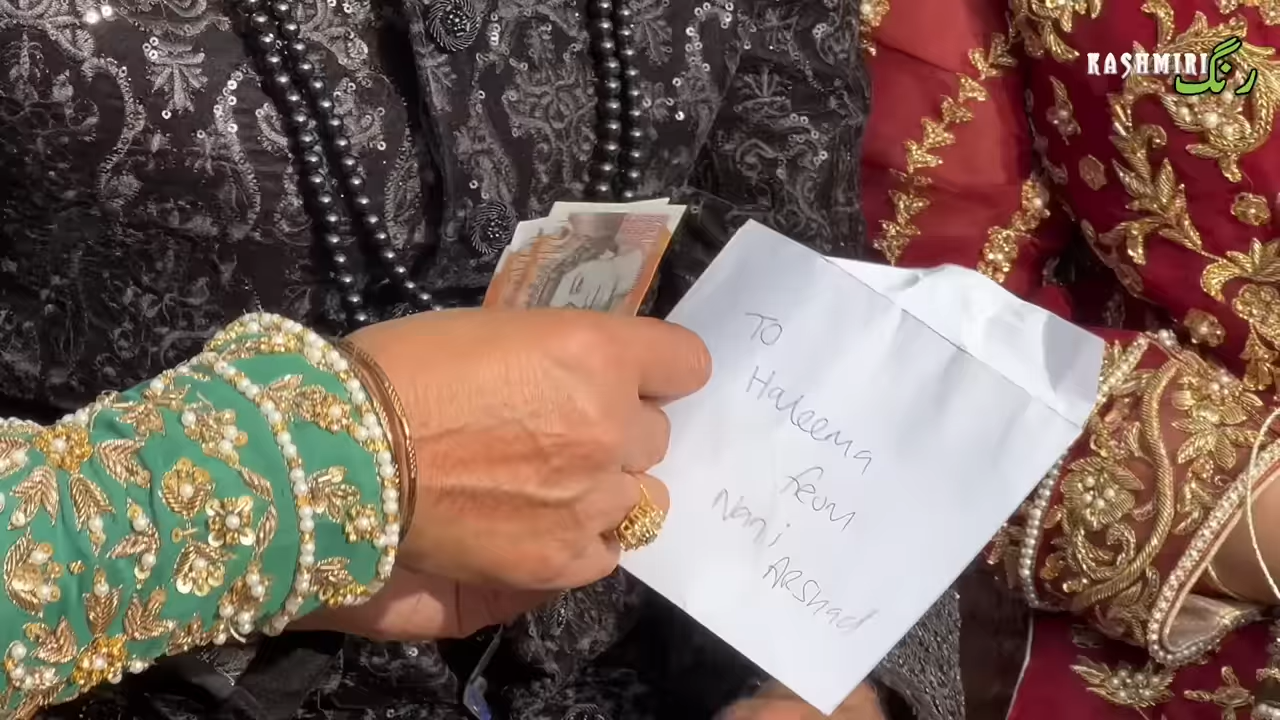 KASHMIRI رنگ
TO
Haleema
from
Nani
ARShad